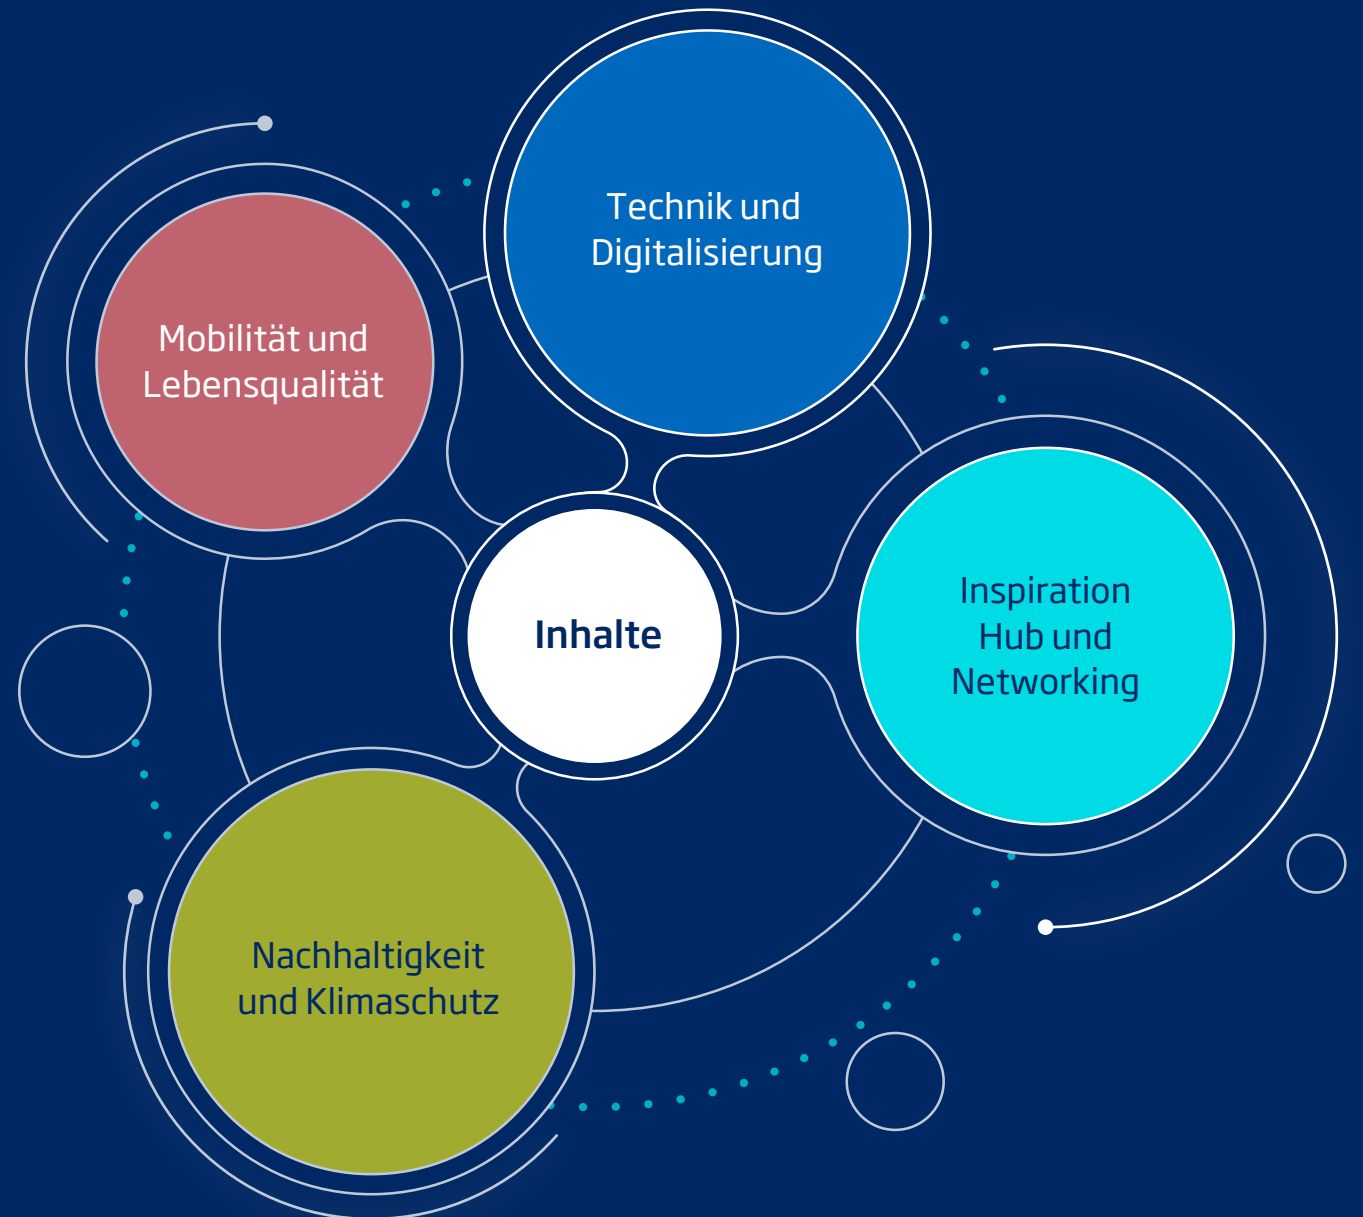 Technik und
Digitalisierung
Mobilität und
Lebensqualität
Inspiration
Hub und
Networking
Inhalte
Nachhaltigkeit
und Klimaschutz